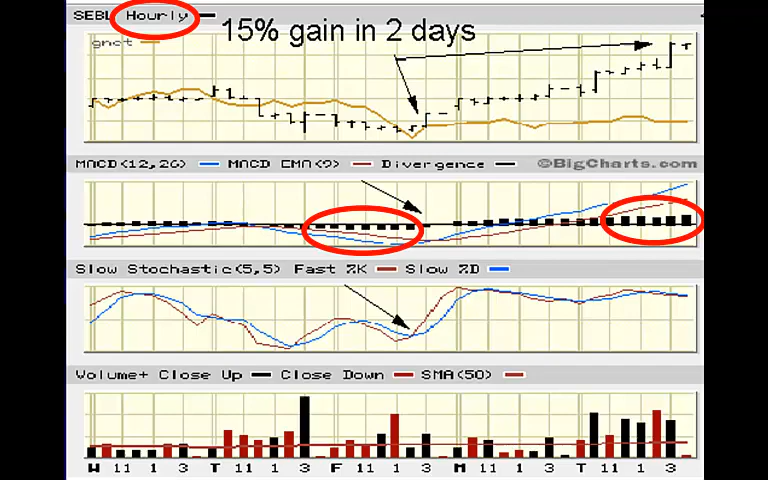 SEBL Hourly
15% gain in 2 days
gnct
MACD(12,26) MACD EMA(9) Divergence ©BigCharts.com
Slow Stochastic(5,5) Fast %K Slow %D
Volume+ Close Up Close Down SMA(50)
W 11 1 3 T 11 1 3 F 11 1 3 M 11 1 3 T 11 1 3